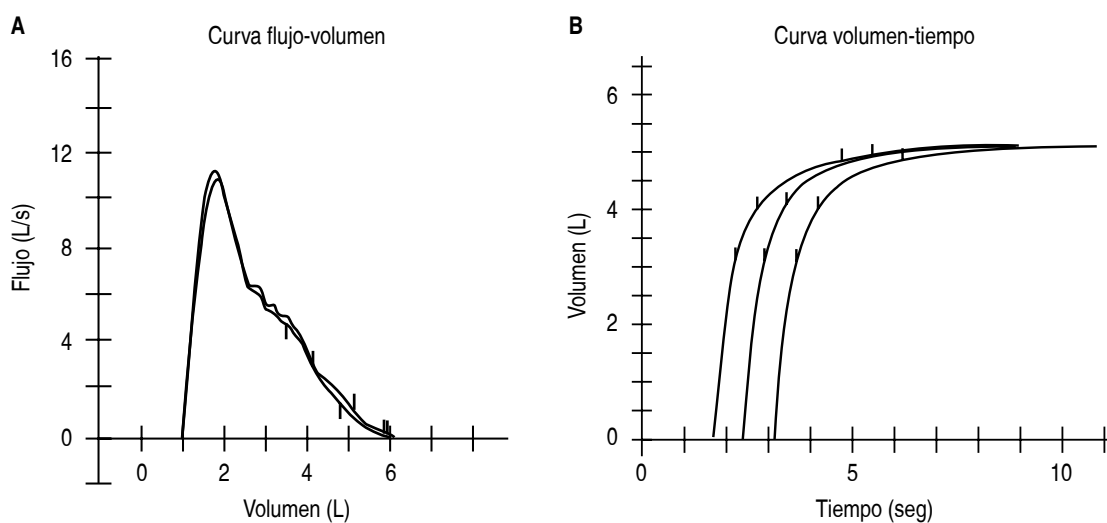 A
Curva flujo-volumen
16
12
8
4
0
Flujo (L/s)
0 2 4 6
Volumen (L)
B
Curva volumen-tiempo
6
4
2
0
Volumen (L)
0 5 10
Tiempo (seg)